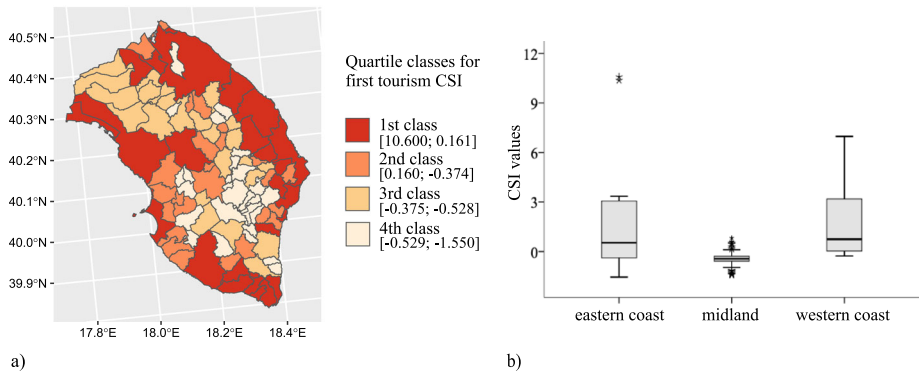 40.5°N
40.4°N
40.3°N
40.2°N
40.1°N
40.0°N
39.9°N
17.8°E 18.0°E 18.2°E 18.4°E
Quartile classes for
first tourism CSI
1st class
[10.600; 0.161]
2nd class
[0.160; -0.374]
3rd class
[-0.375; -0.528]
4th class
[-0.529; -1.550]
a)
CSI values
12
9
6
3
0
eastern coast midland western coast
b)